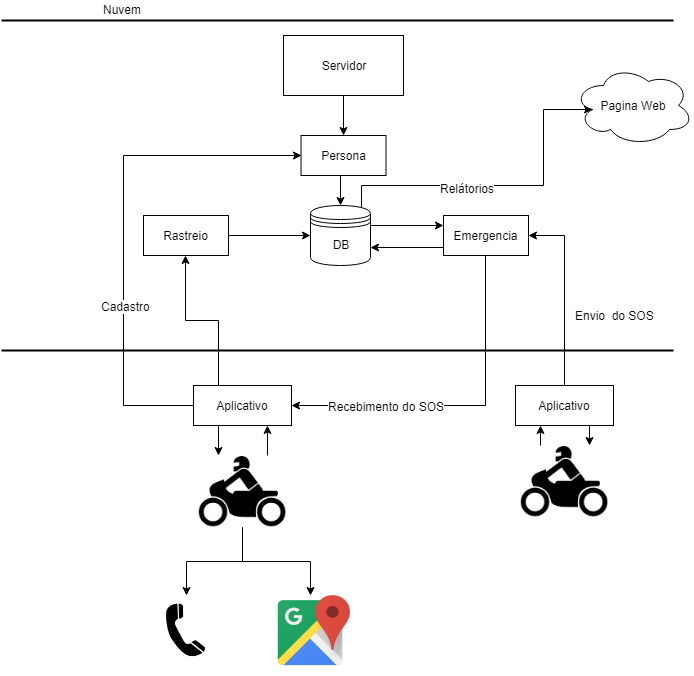 Nuvem
Servidor
Pagina Web
Persona
Relátorios
Rastreio
DB
Emergencia
Cadastro
Envio do SOS
Aplicativo
Recebimento do SOS
Aplicativo
G